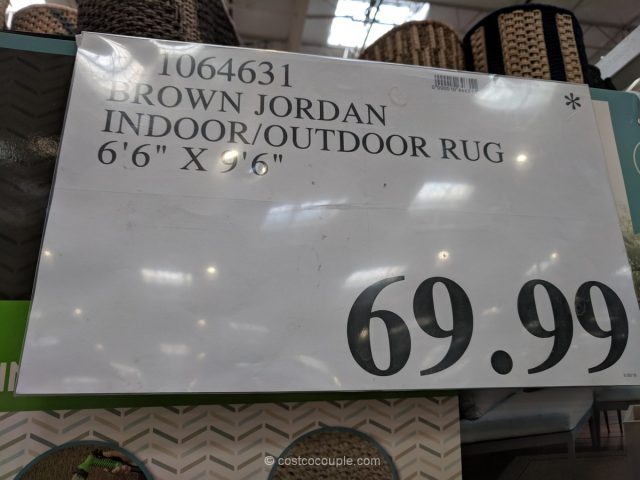 1064631
BROWN JORDAN
INDOOR/OUTDOOR RUG
6'6" X 9'6"
*
69.99
© costcocouple.com